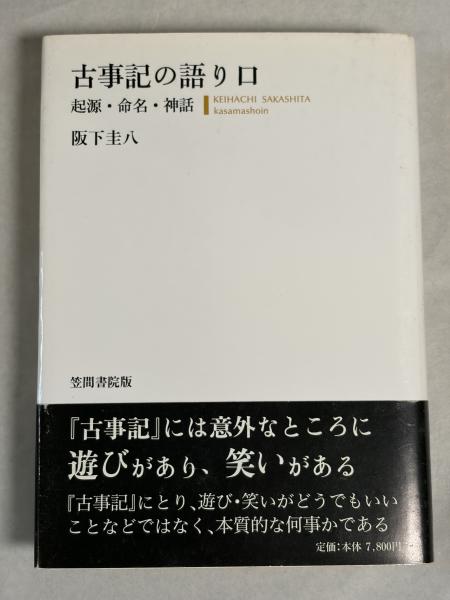 古事記の語り口
起源・命名・神話
KEIHACHI SAKASHITA
kasamashoin
阪下圭八
笠間書院版
『古事記』には意外なところに
遊びがあり、笑いがある
『古事記』にとり、遊び・笑いがどうでもいい
ことなどではなく、本質的な何事かである
定価:本体 7,800円